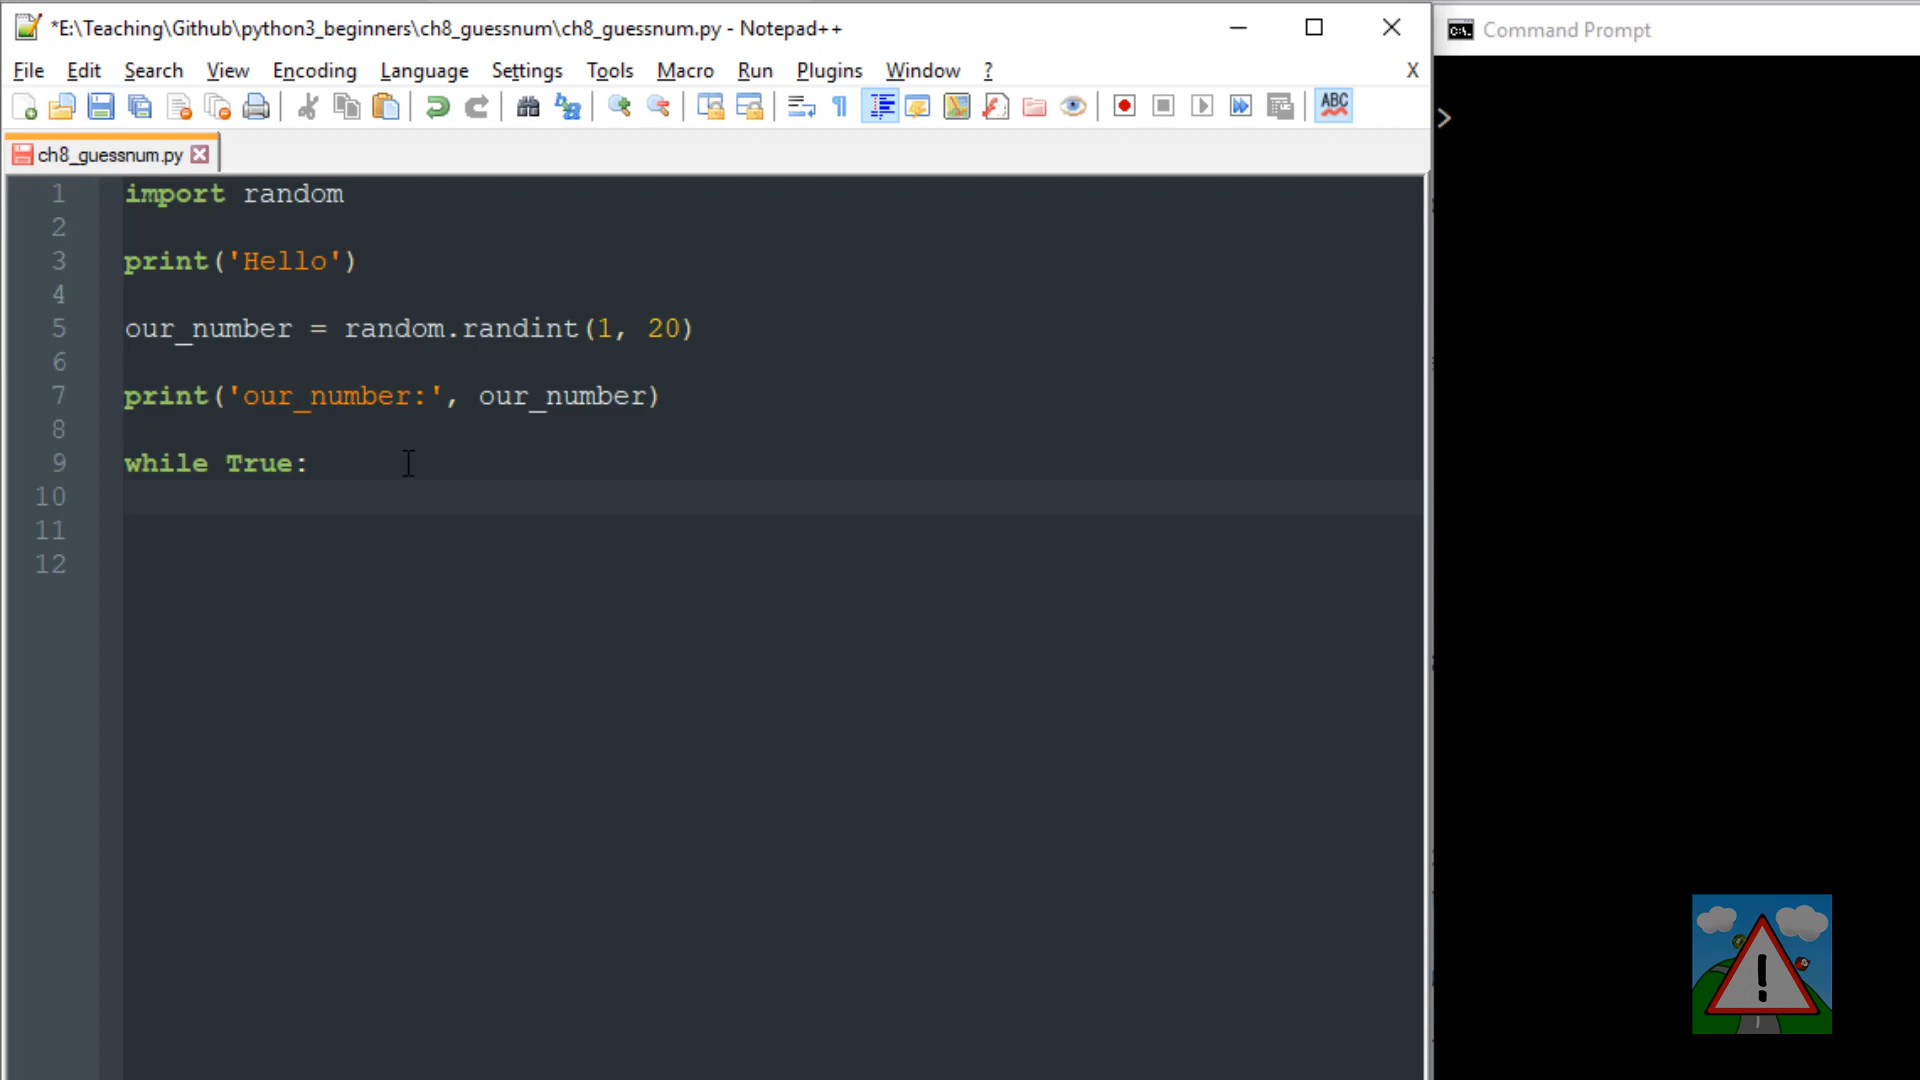 *E:\Teaching\Github\python3_beginners\ch8_guessnum\ch8_guessnum.py - Notepad++
Command Prompt
File Edit Search View Encoding Language Settings Tools Macro Run Plugins Window ? X
ABC
ch8_guessnum.py
>
1 import random
2
3 print('Hello')
4
5 our_number = random.randint(1, 20)
6
7 print('our_number:', our_number)
8
9 while True:
10
11
12
!